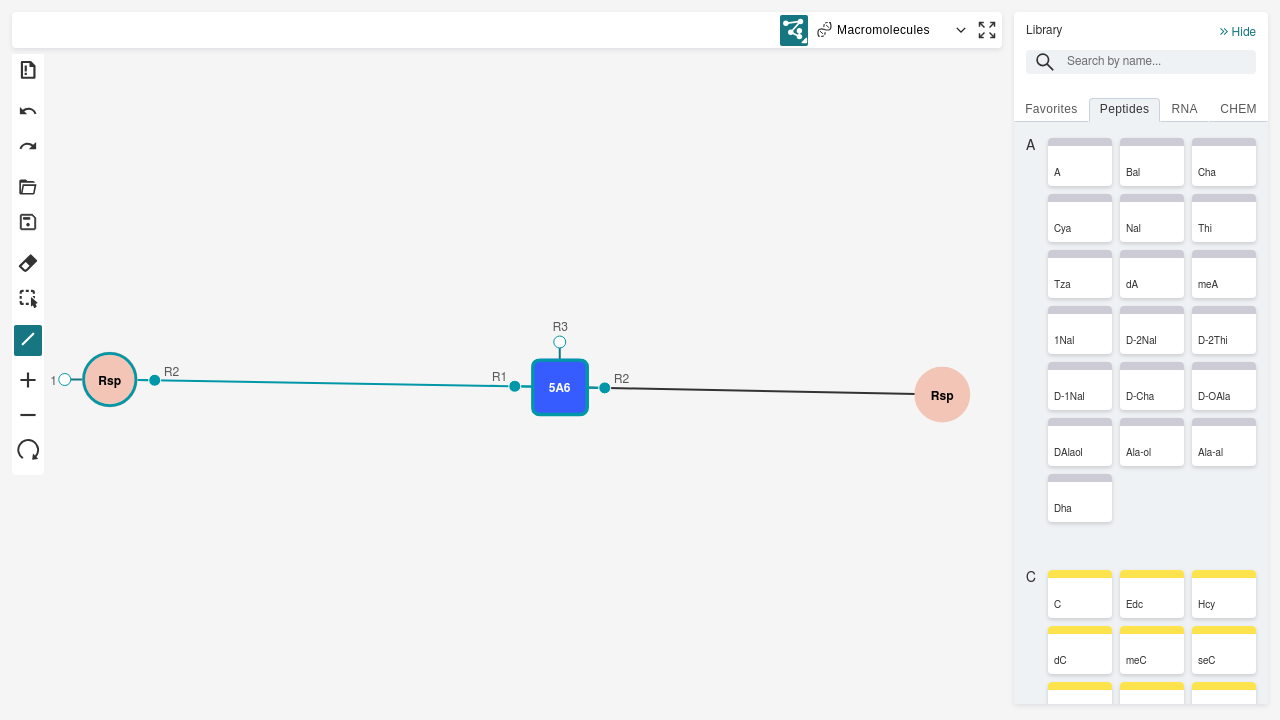 Macromolecules
Library
Hide
Search by name...
Favorites
Peptides
RNA
CHEM
A
A
Bal
Cha
Cya
Nal
Thi
Tza
dA
meA
1Nal
D-2Nal
D-2Thi
D-1Nal
D-Cha
D-OAla
DAlaol
Ala-ol
Ala-al
Dha
C
C
Edc
Hcy
dC
meC
seC
R3
1
Rsp
R2
R1
5A6
R2
Rsp